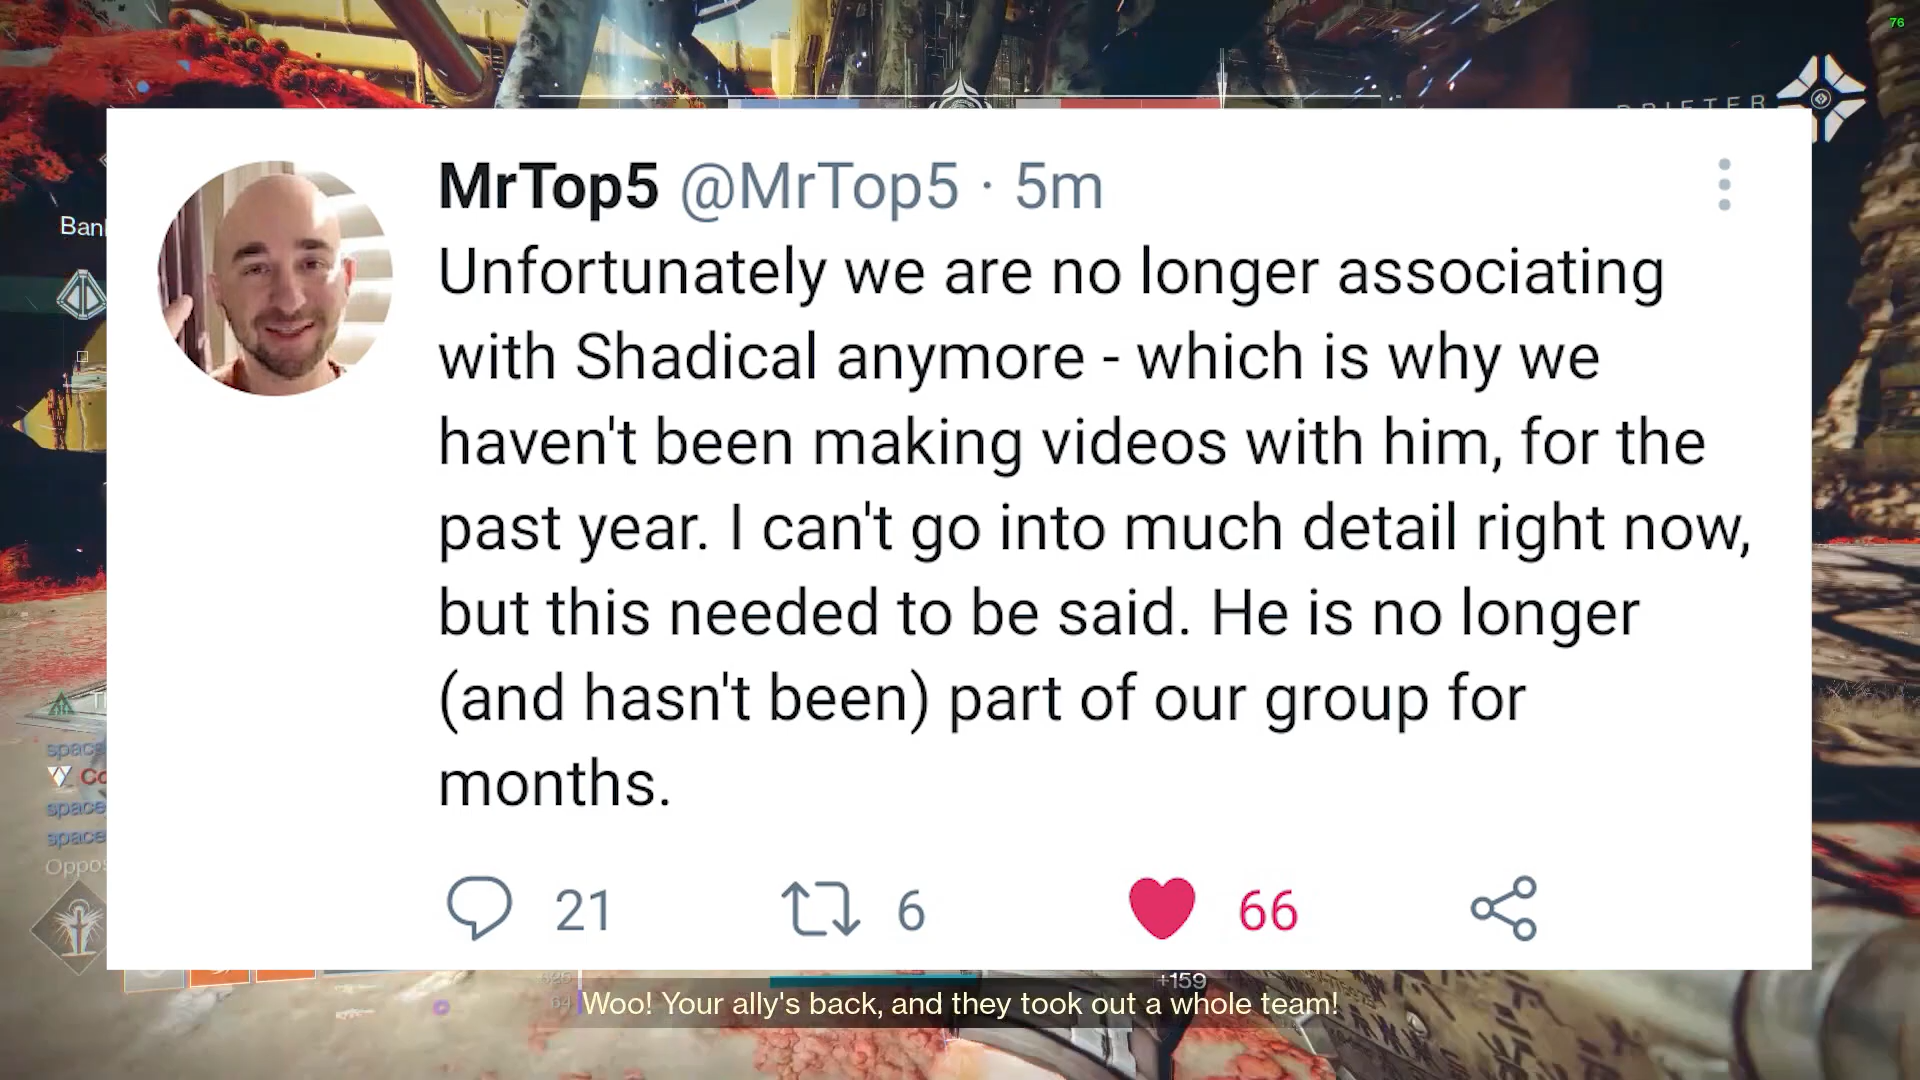 76
DRIFTER
MrTop5 @MrTop5 · 5m
Unfortunately we are no longer associating
with Shadical anymore - which is why we
haven't been making videos with him, for the
past year. I can't go into much detail right now,
but this needed to be said. He is no longer
(and hasn't been) part of our group for
months.
21 6 66
+159
Woo! Your ally's back, and they took out a whole team!